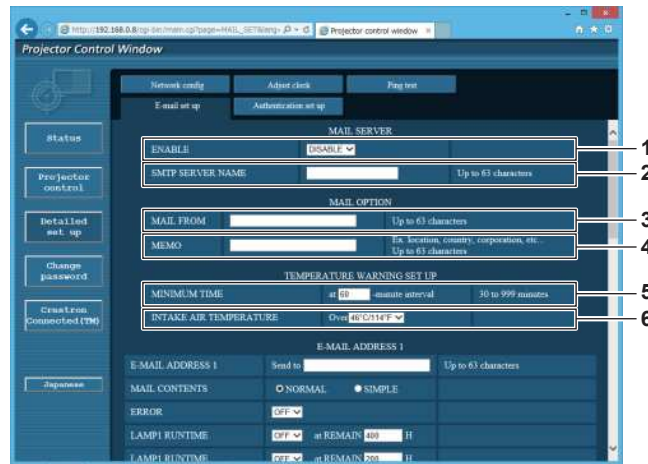 http://192.168.0.8/cgi-bin/main.cgi?page=MAIL_SET&lang=
Projector control window
Projector Control Window
Network config Adjust clock Ping test
E-mail set up Authentication set up
Status
MAIL SERVER
ENABLE DISABLE 1
SMTP SERVER NAME Up to 63 characters 2
Projector control
MAIL OPTION
MAIL FROM Up to 63 characters 3
Detailed set up
MEMO Ex. location, country, corporation, etc...
Up to 63 characters 4
Change password
TEMPERATURE WARNING SET UP
MINIMUM TIME at 60 -minute interval 30 to 999 minutes 5
Crestron Connected(TM)
INTAKE AIR TEMPERATURE Over 46°C/114°F 6
E-MAIL ADDRESS 1
E-MAIL ADDRESS 1 Send to Up to 63 characters
Japanese
MAIL CONTENTS NORMAL SIMPLE
ERROR OFF
LAMP1 RUNTIME OFF at REMAIN 400 H
LAMP1 RUNTIME OFF at REMAIN 200 H